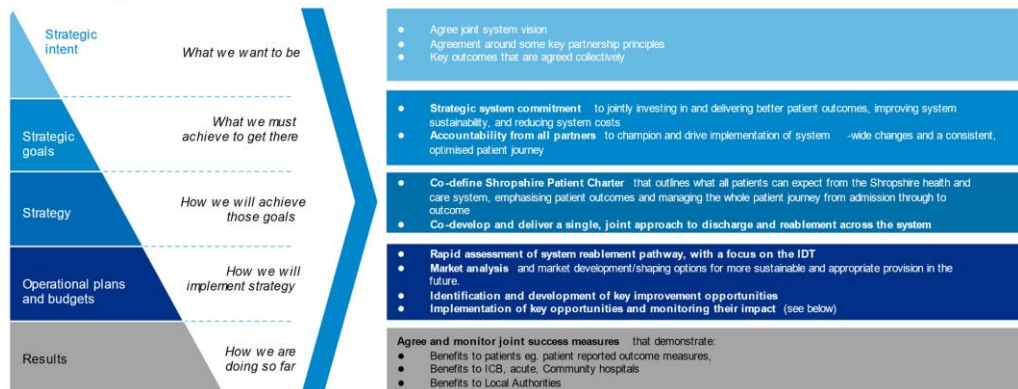 Strategic
intent
What we want to be
● Agree joint system vision
● Agreement around some key partnership principles
● Key outcomes that are agreed collectively
Strategic
goals
What we must
achieve to get there
● Strategic system commitment to jointly investing in and delivering better patient outcomes, improving system
sustainability, and reducing system costs
● Accountability from all partners to champion and drive implementation of system -wide changes and a consistent,
optimised patient journey
Strategy
How we will achieve
those goals
● Co-define Shropshire Patient Charter that outlines what all patients can expect from the Shropshire health and
care system, emphasising patient outcomes and managing the whole patient journey from admission through to
outcome
● Co-develop and deliver a single, joint approach to discharge and reablement across the system
Operational plans
and budgets
How we will
implement strategy
● Rapid assessment of system reablement pathway, with a focus on the IDT
● Market analysis and market development/shaping options for more sustainable and appropriate provision in the
future.
● Identification and development of key improvement opportunities
● Implementation of key opportunities and monitoring their impact (see below)
Results
How we are
doing so far
Agree and monitor joint success measures that demonstrate:
● Benefits to patients eg. patient reported outcome measures,
● Benefits to ICB, acute, Community hospitals
● Benefits to Local Authorities